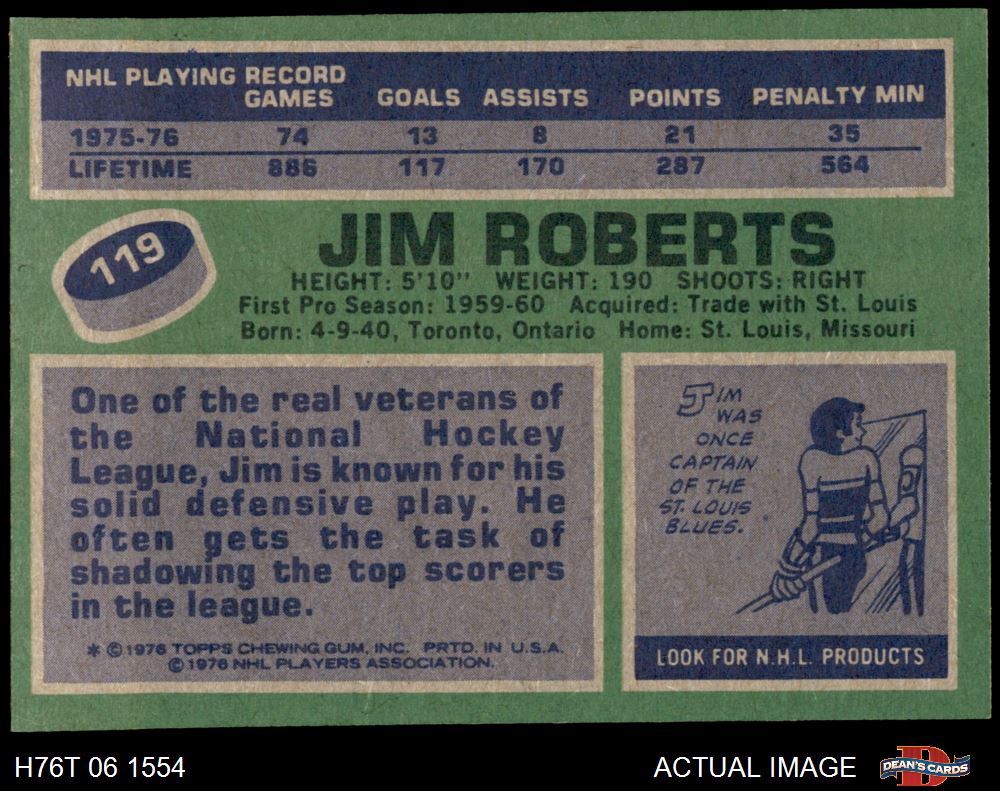 NHL PLAYING RECORD
GAMES GOALS ASSISTS POINTS PENALTY MIN
1975-76 74 13 8 21 35
LIFETIME 886 117 170 287 564
119
JIM ROBERTS
HEIGHT: 5'10" WEIGHT: 190 SHOOTS: RIGHT
First Pro Season: 1959-60 Acquired: Trade with St. Louis
Born: 4-9-40, Toronto, Ontario Home: St. Louis, Missouri
One of the real veterans of
the National Hockey
League, Jim is known for his
solid defensive play. He
often gets the task of
shadowing the top scorers
in the league.
* © 1976 TOPPS CHEWING GUM, INC. PRTD. IN U.S.A.
© 1976 NHL PLAYERS ASSOCIATION.
JIM
WAS
ONCE
CAPTAIN
OF THE
ST. LOUIS
BLUES.
LOOK FOR N.H.L. PRODUCTS
H76T 06 1554
ACTUAL IMAGE
D
DEAN'S CARDS